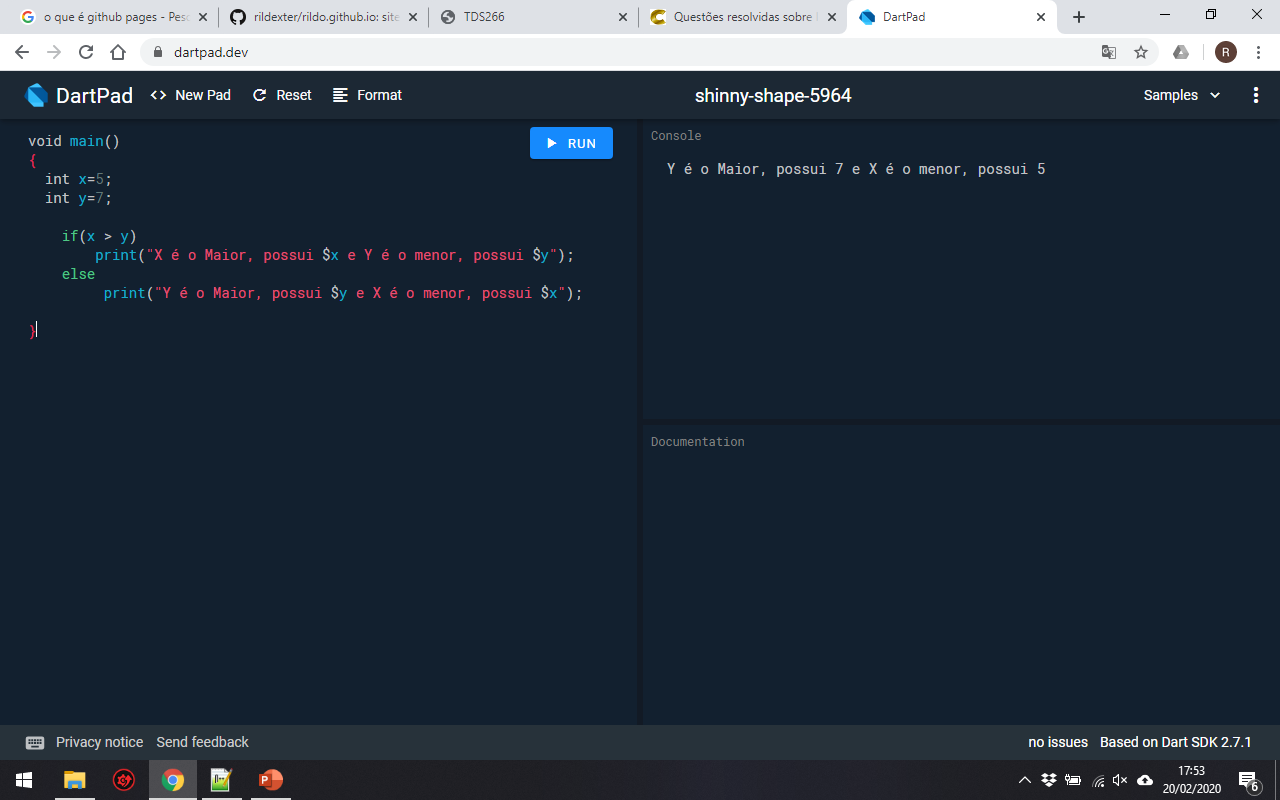 o que é github pages - Pesc
rildexter/rildo.github.io: site
TDS266
Questões resolvidas sobre
DartPad
dartpad.dev
R
DartPad
<> New Pad
Reset
Format
shinny-shape-5964
Samples
void main()
{
int x=5;
int y=7;
if(x > y)
print("X é o Maior, possui $x e Y é o menor, possui $y");
else
print("Y é o Maior, possui $y e X é o menor, possui $x");
}
RUN
Console
Y é o Maior, possui 7 e X é o menor, possui 5
Documentation
Privacy notice
Send feedback
no issues
Based on Dart SDK 2.7.1
17:53
20/02/2020
6